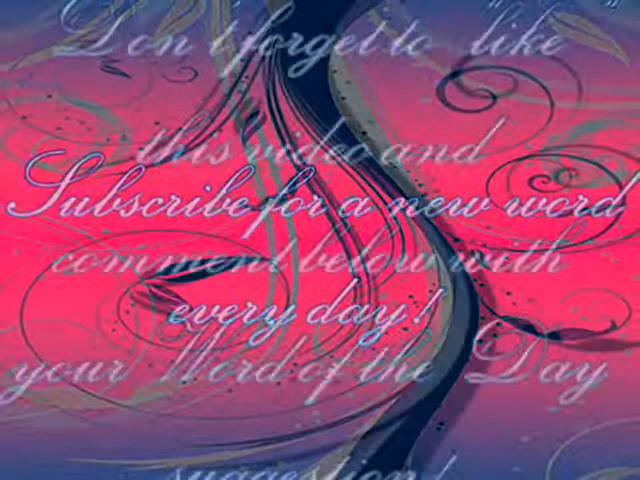 Don't forget to "like"
this video and
Subscribe for a new word
comment below with
every day!
your Word of the Day
suggestion!